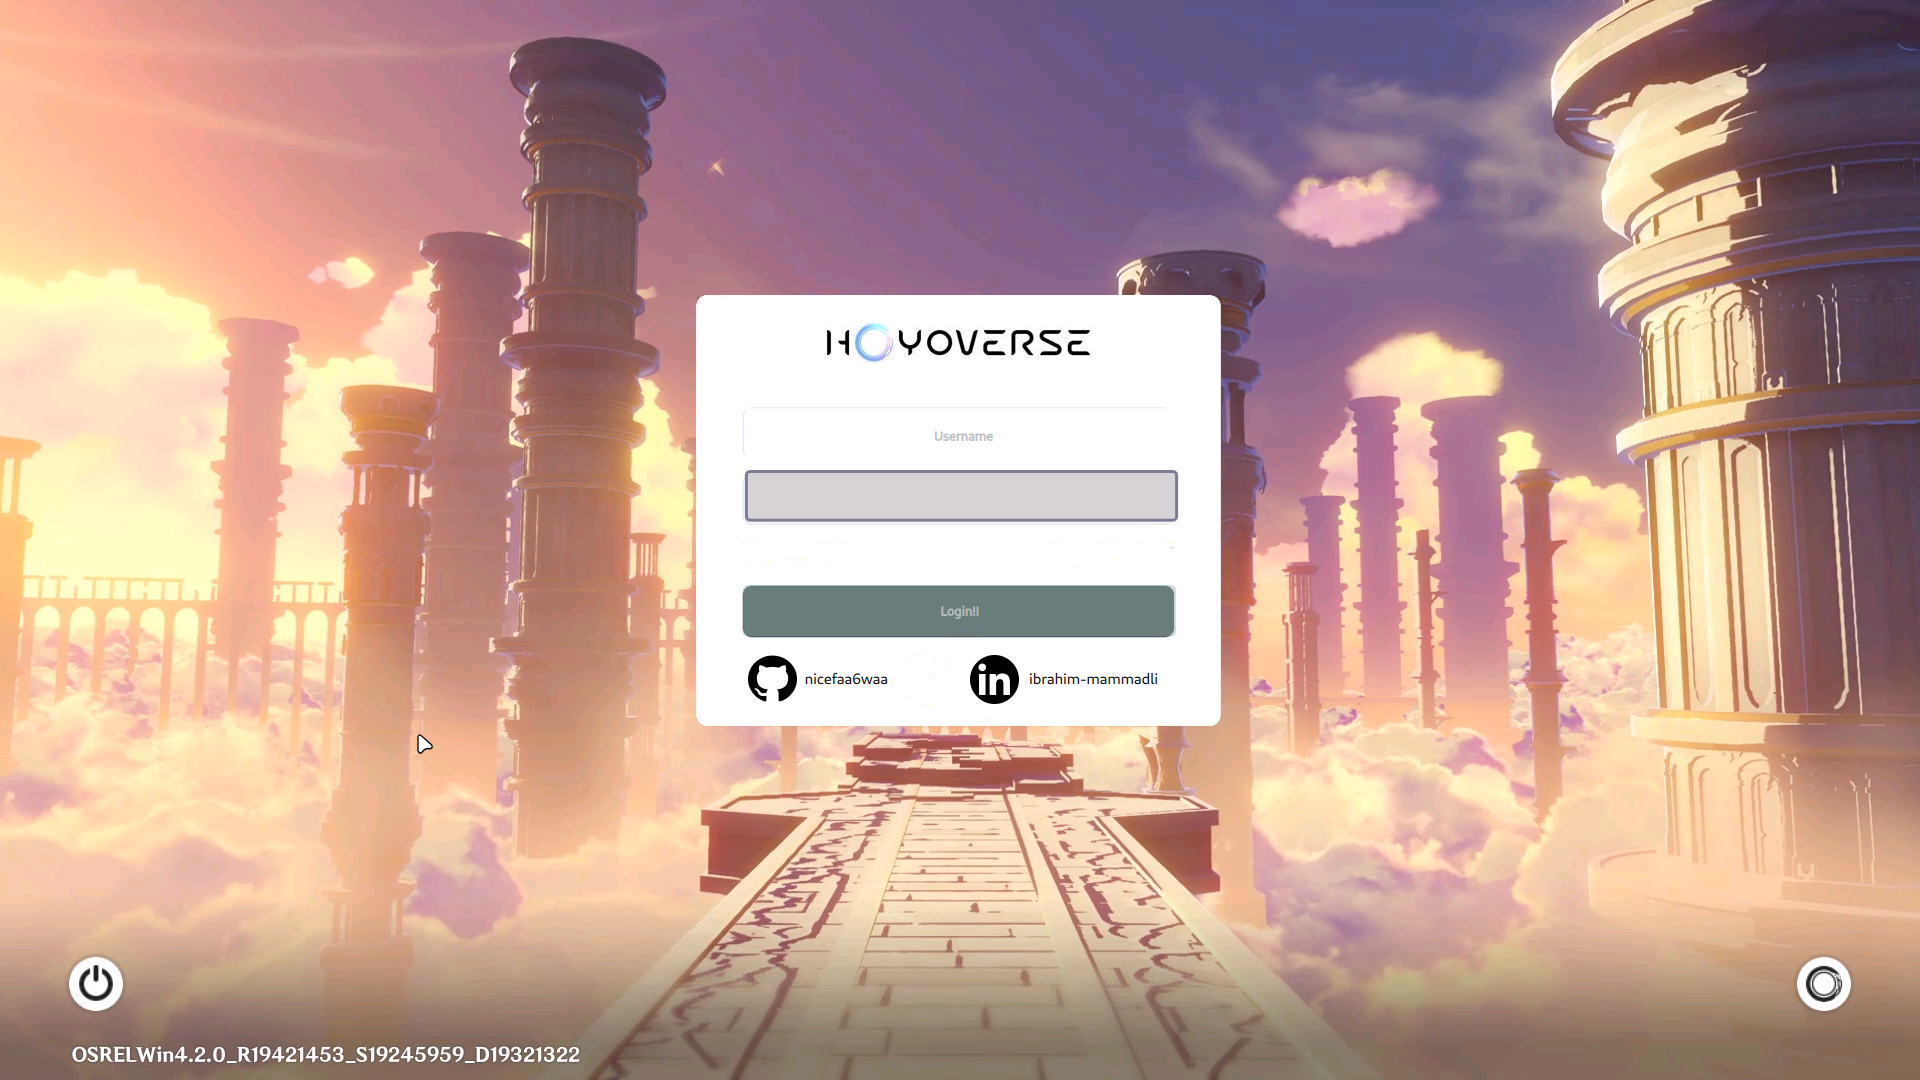 HOYOVERSE
Username
Login!!
nicefaa6waa
ibrahim-mammadli
OSRELWin4.2.0_R19421453_S19245959_D19321322